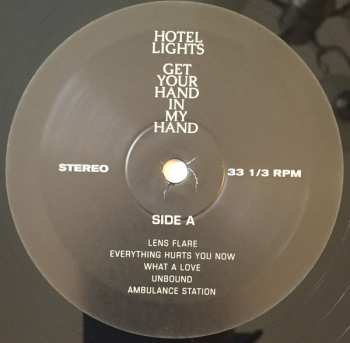 HOTEL
LIGHTS
GET
YOUR
HAND
IN
MY
HAND
STEREO
33 1/3 RPM
SIDE A
LENS FLARE
EVERYTHING HURTS YOU NOW
WHAT A LOVE
UNBOUND
AMBULANCE STATION